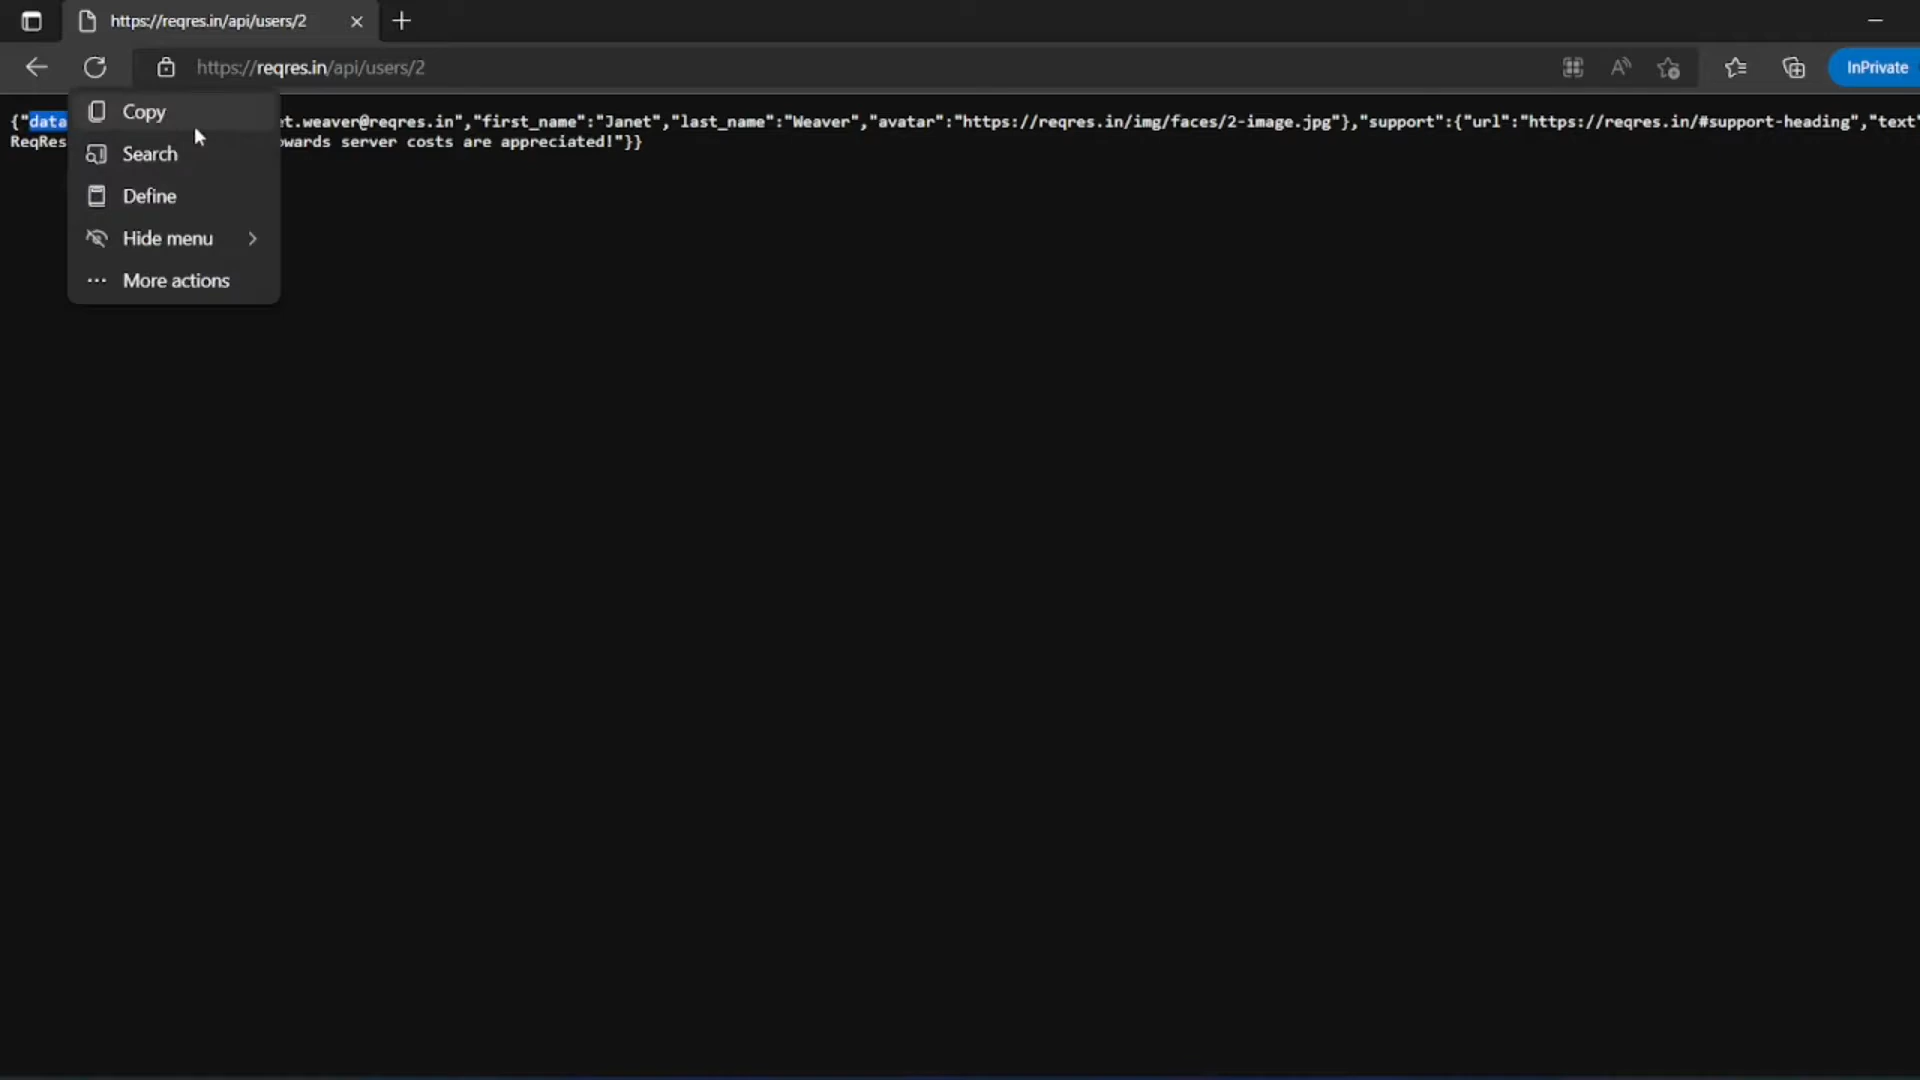 https://reqres.in/api/users/2
https://reqres.in/api/users/2
InPrivate
{"data et.weaver@reqres.in","first_name":"Janet","last_name":"Weaver","avatar":"https://reqres.in/img/faces/2-image.jpg"},"support":{"url":"https://reqres.in/#support-heading","text"
ReqRes wards server costs are appreciated!"}}
Copy
Search
Define
Hide menu
More actions